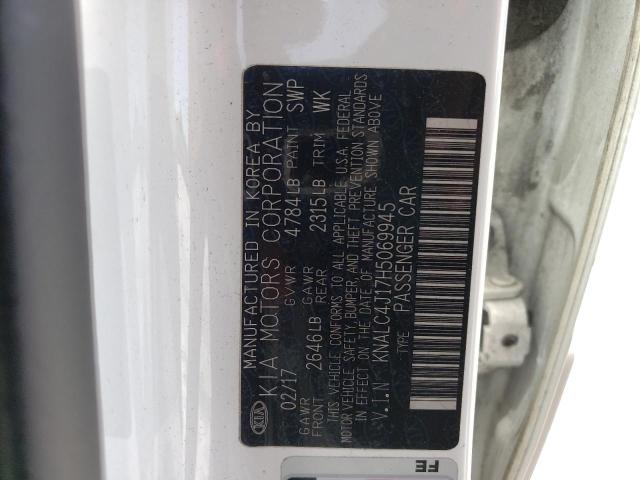 KIA
MANUFACTURED IN KOREA BY
KIA MOTORS CORPORATION
02/17 GVWR 4784LB PAINT SWP
GAWR FRONT 2646LB GAWR REAR 2315LB TRIM WK
THIS VEHICLE CONFORMS TO ALL APPLICABLE U.S.A. FEDERAL
MOTOR VEHICLE SAFETY, BUMPER, AND THEFT PREVENTION STANDARDS
IN EFFECT ON THE DATE OF MANUFACTURE SHOWN ABOVE
V.I.N KNALC4J17H5069945
TYPE PASSENGER CAR
FE